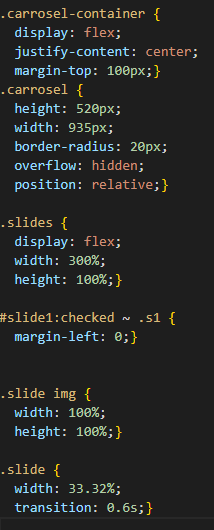 .carrosel-container {
display: flex;
justify-content: center;
margin-top: 100px;}
.carrosel {
height: 520px;
width: 935px;
border-radius: 20px;
overflow: hidden;
position: relative;}
.slides {
display: flex;
width: 300%;
height: 100%;}
#slide1:checked ~ .s1 {
margin-left: 0;}
.slide img {
width: 100%;
height: 100%;}
.slide {
width: 33.32%;
transition: 0.6s;}